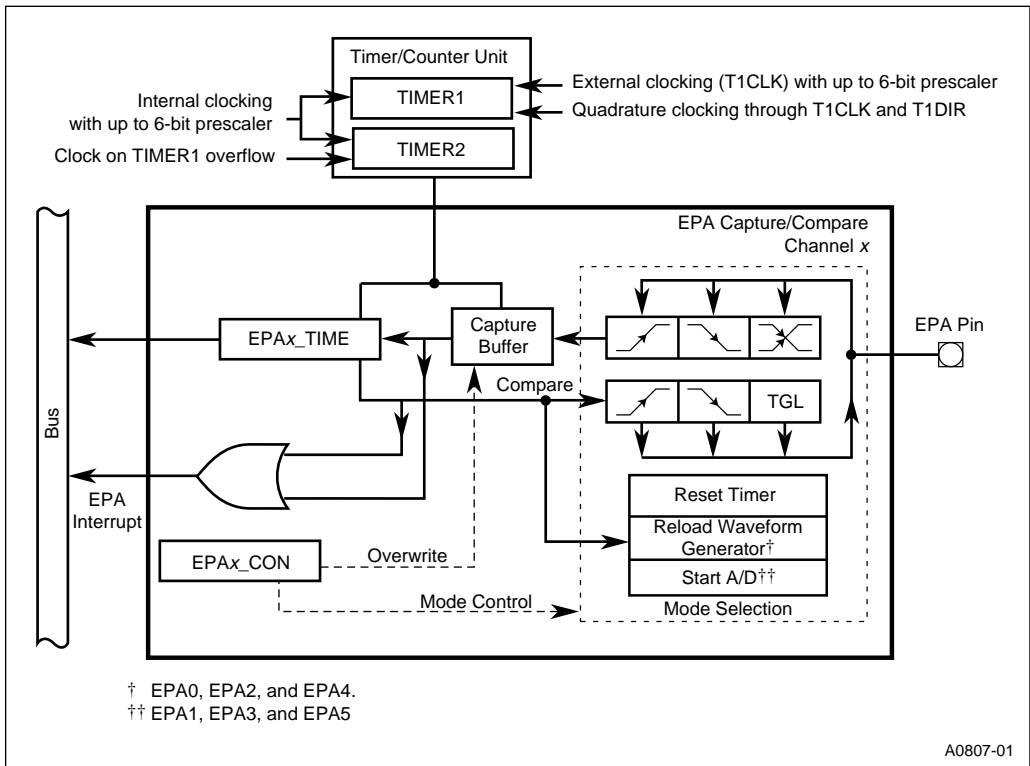 Timer/Counter Unit
TIMER1
External clocking (T1CLK) with up to 6-bit prescaler
Internal clocking
with up to 6-bit prescaler
Quadrature clocking through T1CLK and T1DIR
TIMER2
Clock on TIMER1 overflow
EPA Capture/Compare
Channel x
EPAx_TIME
Capture
Buffer
EPA Pin
Compare
TGL
Bus
EPA
Interrupt
Reset Timer
Reload Waveform
Generator†
Start A/D††
Mode Selection
EPAx_CON
Overwrite
Mode Control
† EPA0, EPA2, and EPA4.
†† EPA1, EPA3, and EPA5
A0807-01